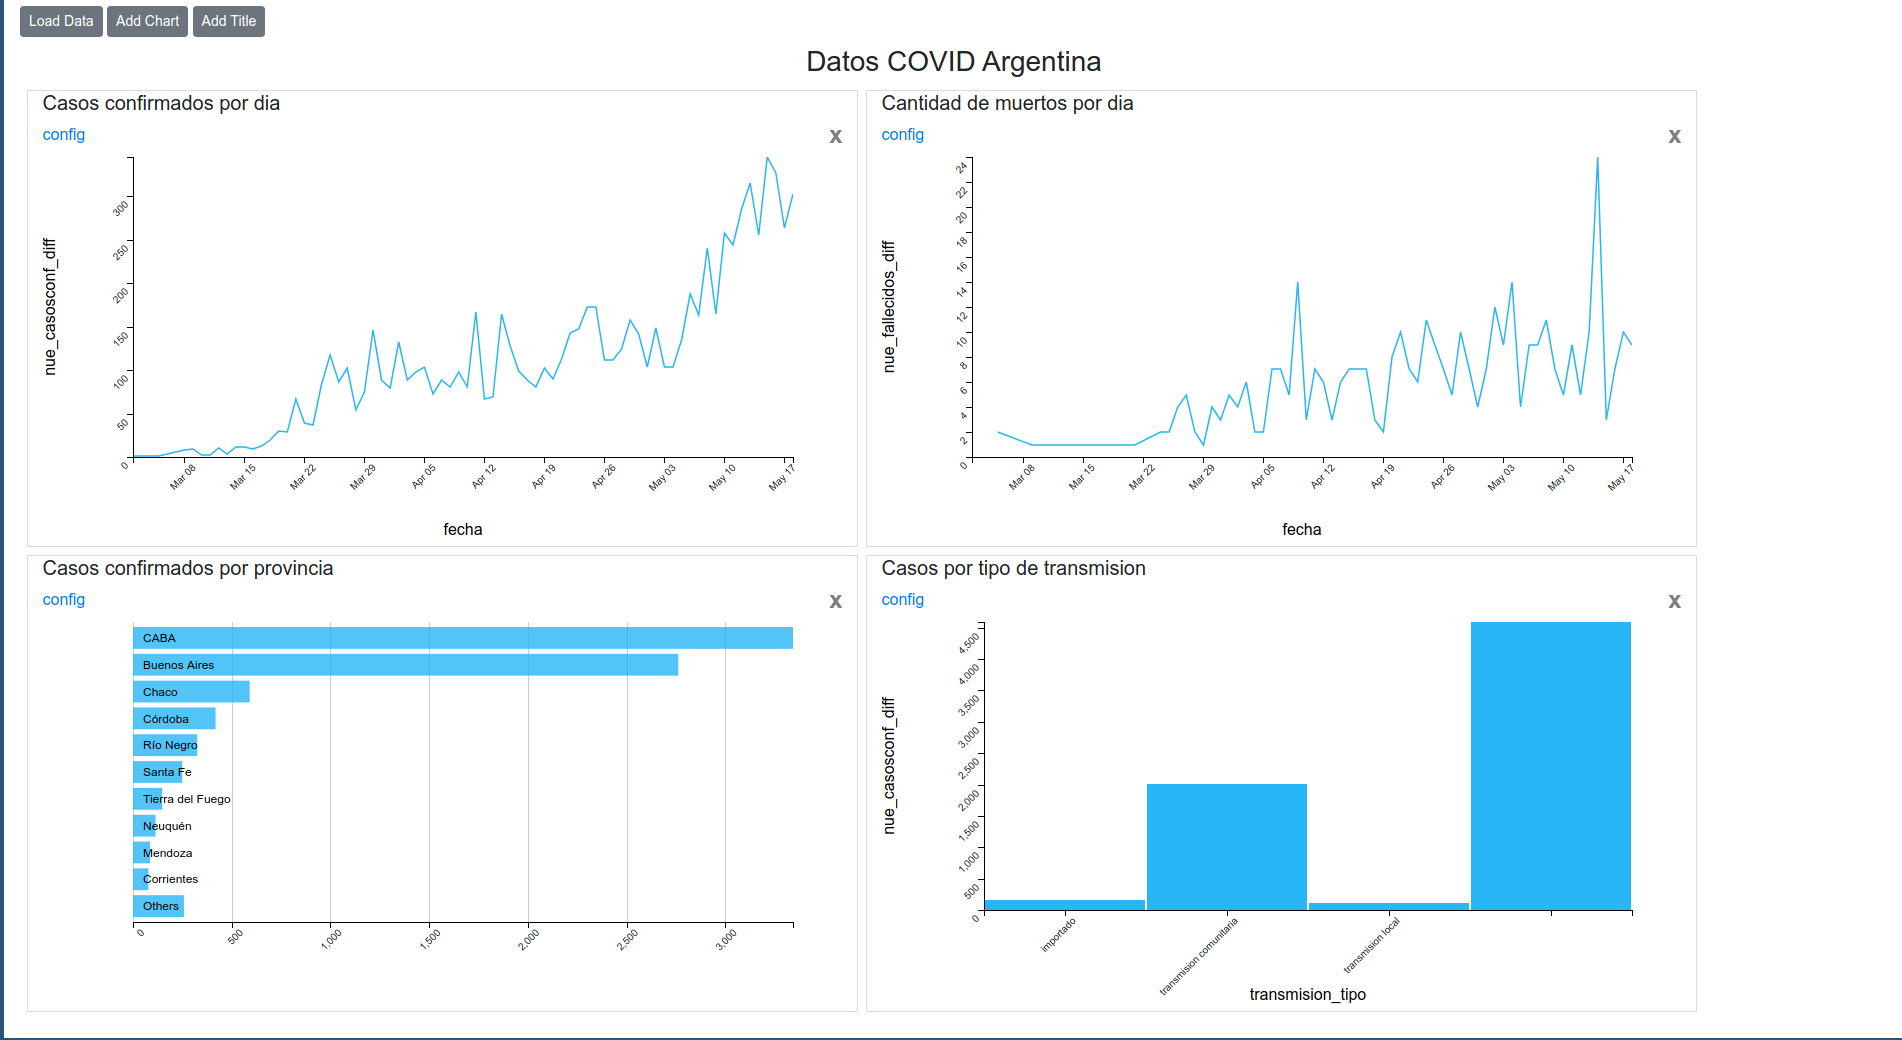 Load Data Add Chart Add Title
Datos COVID Argentina
Casos confirmados por dia
config
X
nue_casosconf_diff
300
250
200
150
100
50
0
Mar 08 Mar 15 Mar 22 Mar 29 Apr 05 Apr 12 Apr 19 Apr 26 May 03 May 10 May 17
fecha
Cantidad de muertos por dia
config
X
nue_fallecidos_diff
24
22
20
18
16
14
12
10
8
6
4
2
0
Mar 08 Mar 15 Mar 22 Mar 29 Apr 05 Apr 12 Apr 19 Apr 26 May 03 May 10 May 17
fecha
Casos confirmados por provincia
config
X
CABA
Buenos Aires
Chaco
Córdoba
Río Negro
Santa Fe
Tierra del Fuego
Neuquén
Mendoza
Corrientes
Others
0 500 1,000 1,500 2,000 2,500 3,000
Casos por tipo de transmision
config
X
nue_casosconf_diff
4,500
4,000
3,500
3,000
2,500
2,000
1,500
1,000
500
0
importado transmision comunitaria transmision local
transmision_tipo